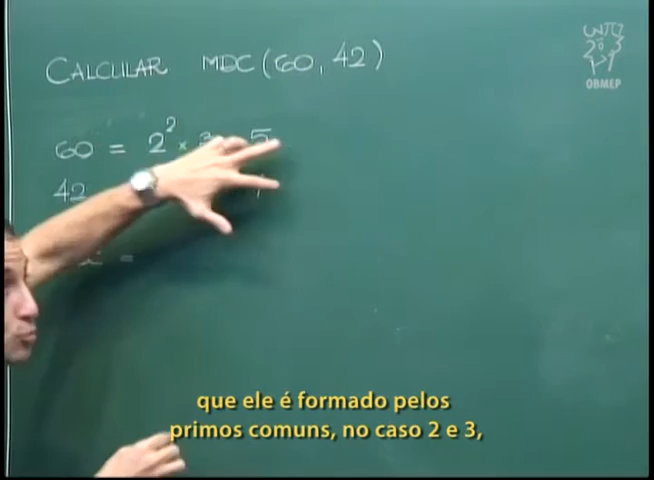 CALCULAR MDC(60, 42)
OBMEP
60 = 2² × 3 5
42
=
que ele é formado pelos
primos comuns, no caso 2 e 3,